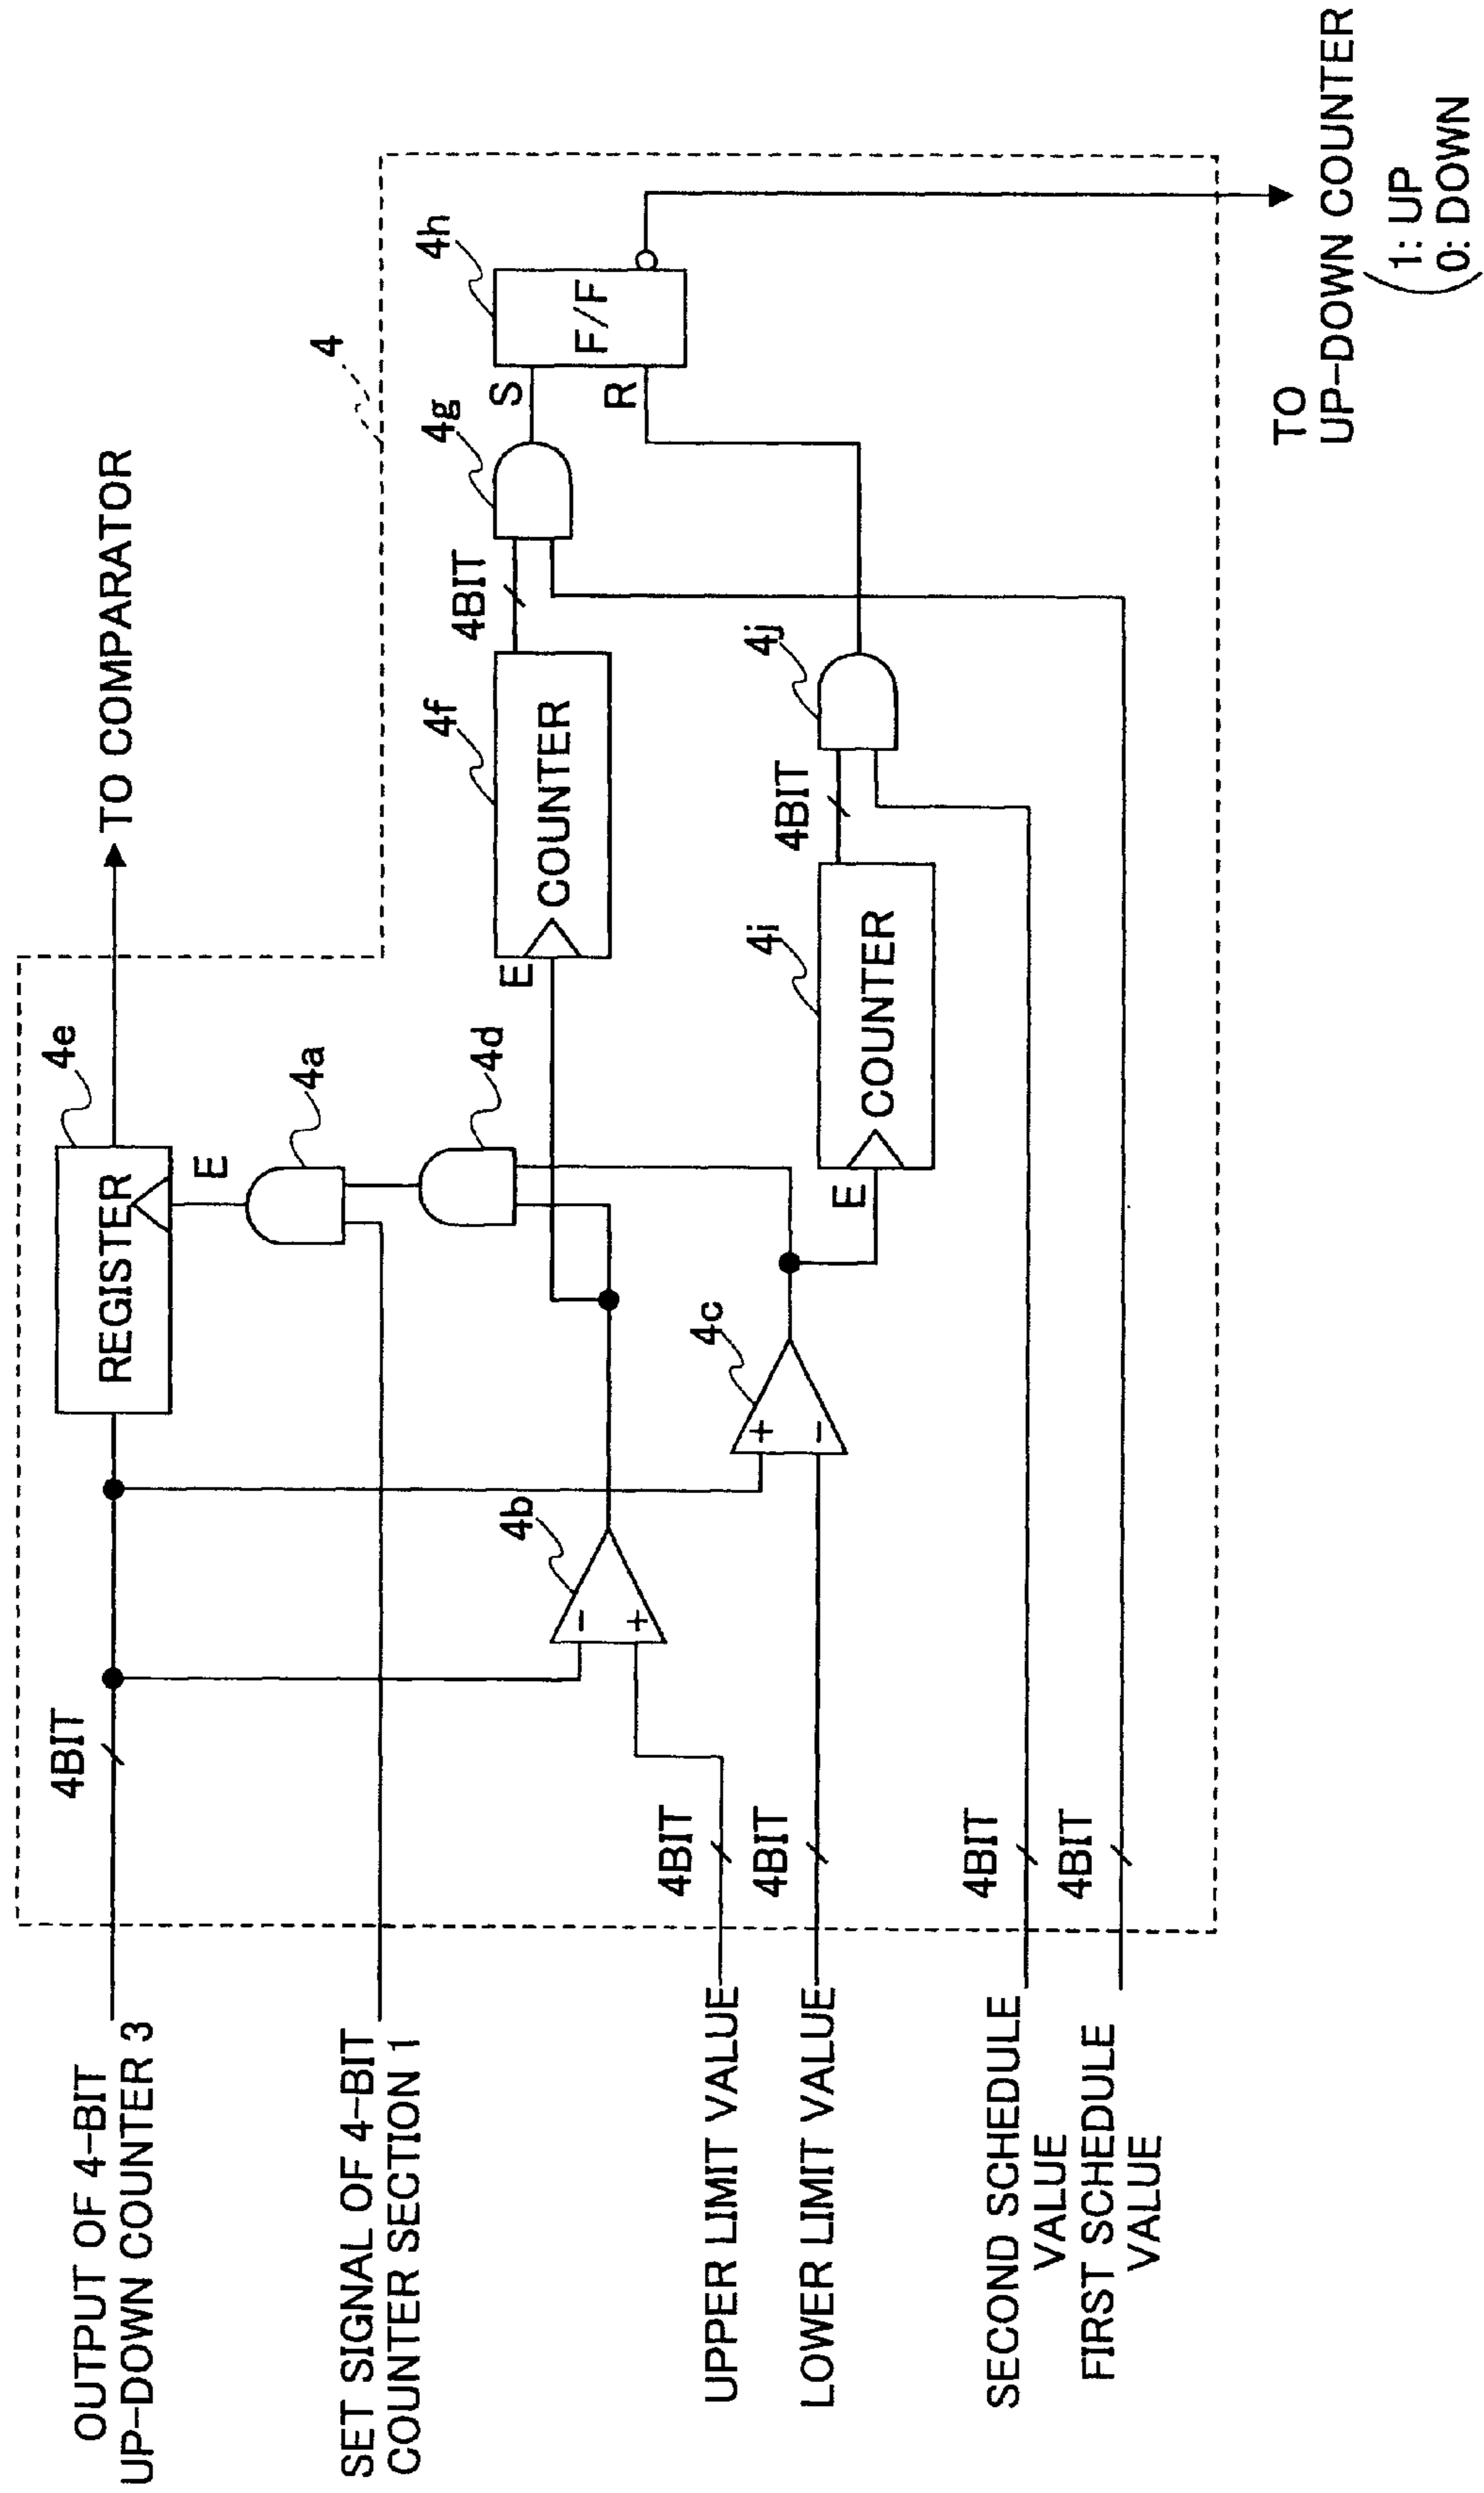 OUTPUT OF 4-BIT
UP-DOWN COUNTER 3
SET SIGNAL OF 4-BIT
COUNTER SECTION 1
UPPER LIMIT VALUE
LOWER LIMIT VALUE
SECOND SCHEDULE
VALUE
FIRST SCHEDULE
VALUE
4BIT
4BIT
4BIT
4BIT
4BIT
4b
- +
4c
+ -
REGISTER
4e
E
4a
4d
TO COMPARATOR
E
COUNTER
4f
4BIT
4g
E
COUNTER
4i
4BIT
4j
S
R
F/F
4h
4
TO
UP-DOWN COUNTER
(1: UP
0: DOWN